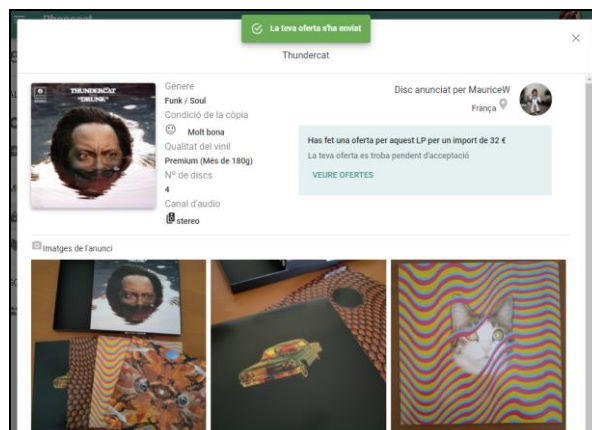 Phonocat
La teva oferta s'ha enviat
Thundercat
THUNDERCAT
"DRUNK"
Gènere
Funk / Soul
Condició de la còpia
Molt bona
Qualitat del vinil
Premium (Més de 180g)
Nº de discs
4
Canal d'audio
stereo
Disc anunciat per MauriceW
França
Has fet una oferta per aquest LP per un import de 32 €
La teva oferta es troba pendent d'acceptació
VEURE OFERTES
Imatges de l'anunci